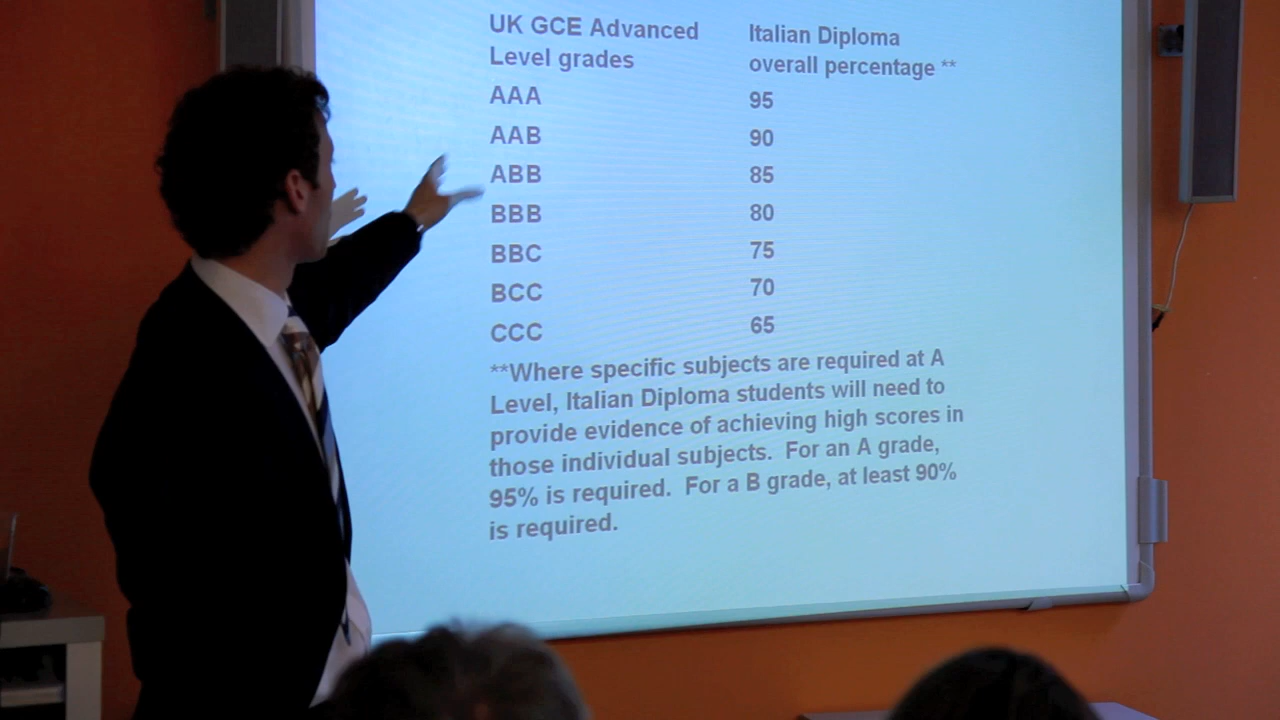 UK GCE Advanced Level grades
Italian Diploma overall percentage **
AAA 95
AAB 90
ABB 85
BBB 80
BBC 75
BCC 70
CCC 65
**Where specific subjects are required at A
Level, Italian Diploma students will need to
provide evidence of achieving high scores in
those individual subjects. For an A grade,
95% is required. For a B grade, at least 90%
is required.